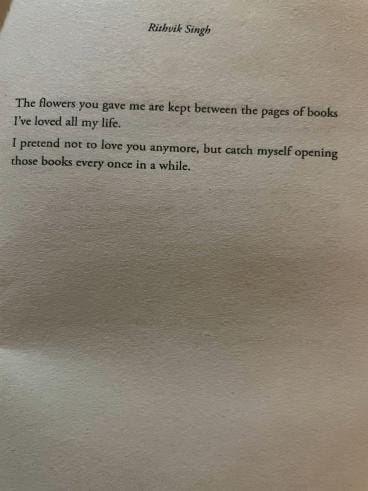 Rithvik Singh
The flowers you gave me are kept between the pages of books
I've loved all my life.
I pretend not to love you anymore, but catch myself opening
those books every once in a while.